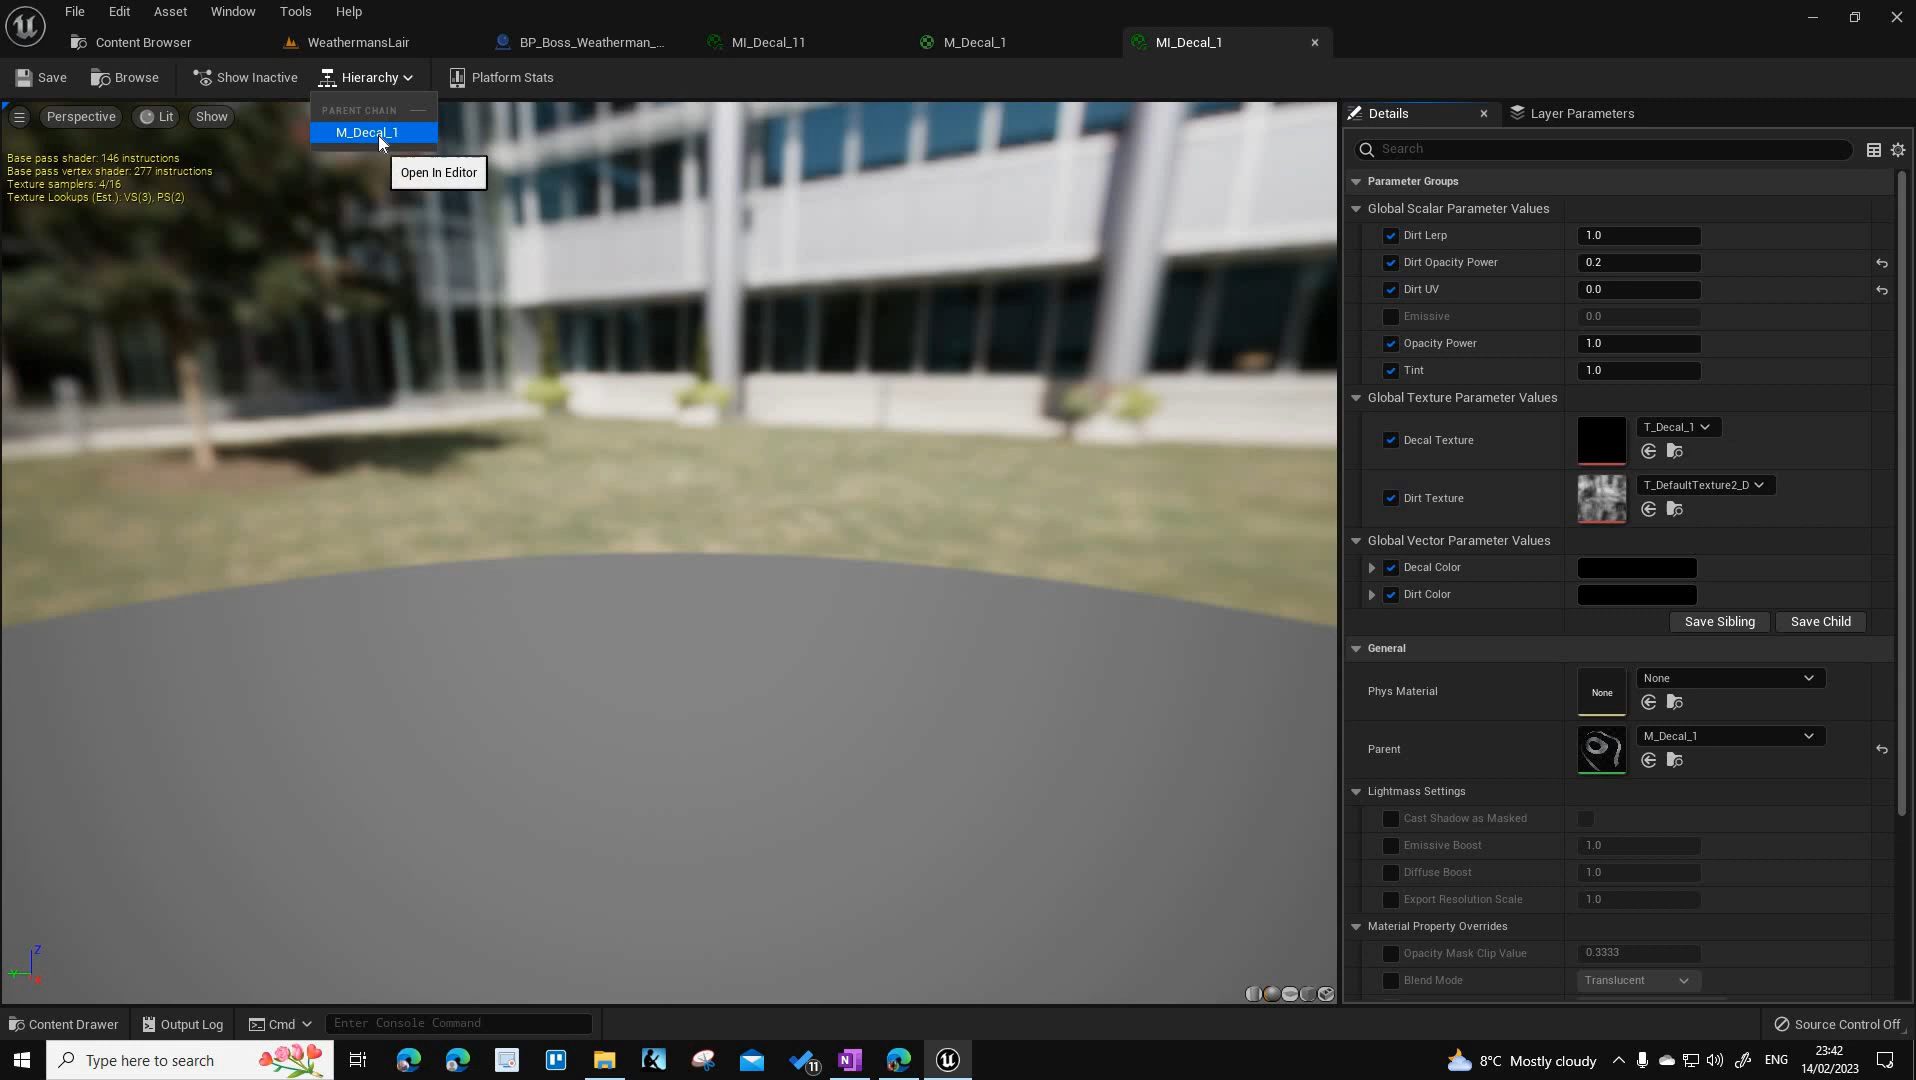 File Edit Asset Window Tools Help
Content Browser WeathermansLair BP_Boss_Weatherman_... MI_Decal_11 M_Decal_1 MI_Decal_1
Save Browse Show Inactive Hierarchy Platform Stats
PARENT CHAIN
M_Decal_1
Open In Editor
Perspective Lit Show
Base pass shader: 146 instructions
Base pass vertex shader: 277 instructions
Texture samplers: 4/16
Texture Lookups (Est.): VS(3), PS(2)
Z
Y
X
Details Layer Parameters
Search
Parameter Groups
Global Scalar Parameter Values
Dirt Lerp 1.0
Dirt Opacity Power 0.2
Dirt UV 0.0
Emissive 0.0
Opacity Power 1.0
Tint 1.0
Global Texture Parameter Values
Decal Texture T_Decal_1
Dirt Texture T_DefaultTexture2_D
Global Vector Parameter Values
Decal Color
Dirt Color
Save Sibling Save Child
General
Phys Material None None
Parent M_Decal_1
Lightmass Settings
Cast Shadow as Masked
Emissive Boost 1.0
Diffuse Boost 1.0
Export Resolution Scale 1.0
Material Property Overrides
Opacity Mask Clip Value 0.3333
Blend Mode Translucent
Content Drawer Output Log Cmd Enter Console Command Source Control Off
Type here to search 11 8°C Mostly cloudy ENG 23:42
14/02/2023